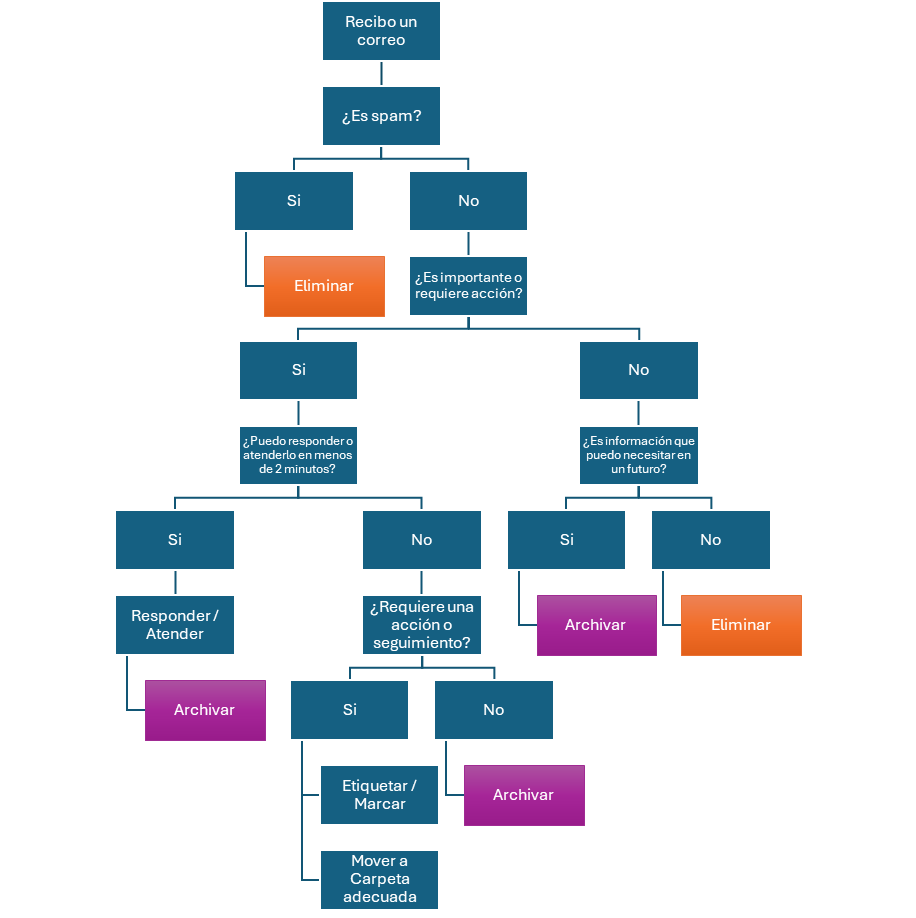 Recibo un
correo
¿Es spam?
Si
No
Eliminar
¿Es importante o
requiere acción?
Si
No
¿Puedo responder o
atenderlo en menos
de 2 minutos?
¿Es información que
puedo necesitar en
un futuro?
Si
No
Si
No
Responder /
Atender
¿Requiere una
acción o
seguimiento?
Archivar
Eliminar
Archivar
Si
No
Etiquetar /
Marcar
Archivar
Mover a
Carpeta
adecuada